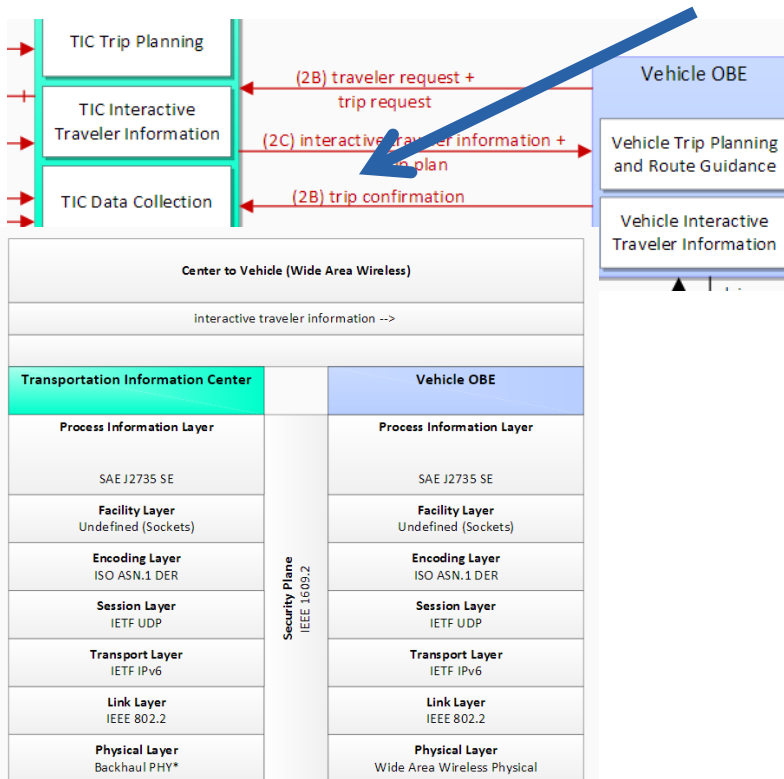 TIC Trip Planning
TIC Interactive
Traveler Information
TIC Data Collection
(2B) traveler request +
trip request
(2C) interactive traveler information +
plan
(2B) trip confirmation
Vehicle OBE
Vehicle Trip Planning
and Route Guidance
Vehicle Interactive
Traveler Information
Center to Vehicle (Wide Area Wireless)
interactive traveler information -->
Transportation Information Center
Vehicle OBE
Process Information Layer
SAE J2735 SE
Facility Layer
Undefined (Sockets)
Encoding Layer
ISO ASN.1 DER
Session Layer
IETF UDP
Transport Layer
IETF IPv6
Link Layer
IEEE 802.2
Physical Layer
Backhaul PHY*
Security Plane
IEEE 1609.2
Process Information Layer
SAE J2735 SE
Facility Layer
Undefined (Sockets)
Encoding Layer
ISO ASN.1 DER
Session Layer
IETF UDP
Transport Layer
IETF IPv6
Link Layer
IEEE 802.2
Physical Layer
Wide Area Wireless Physical